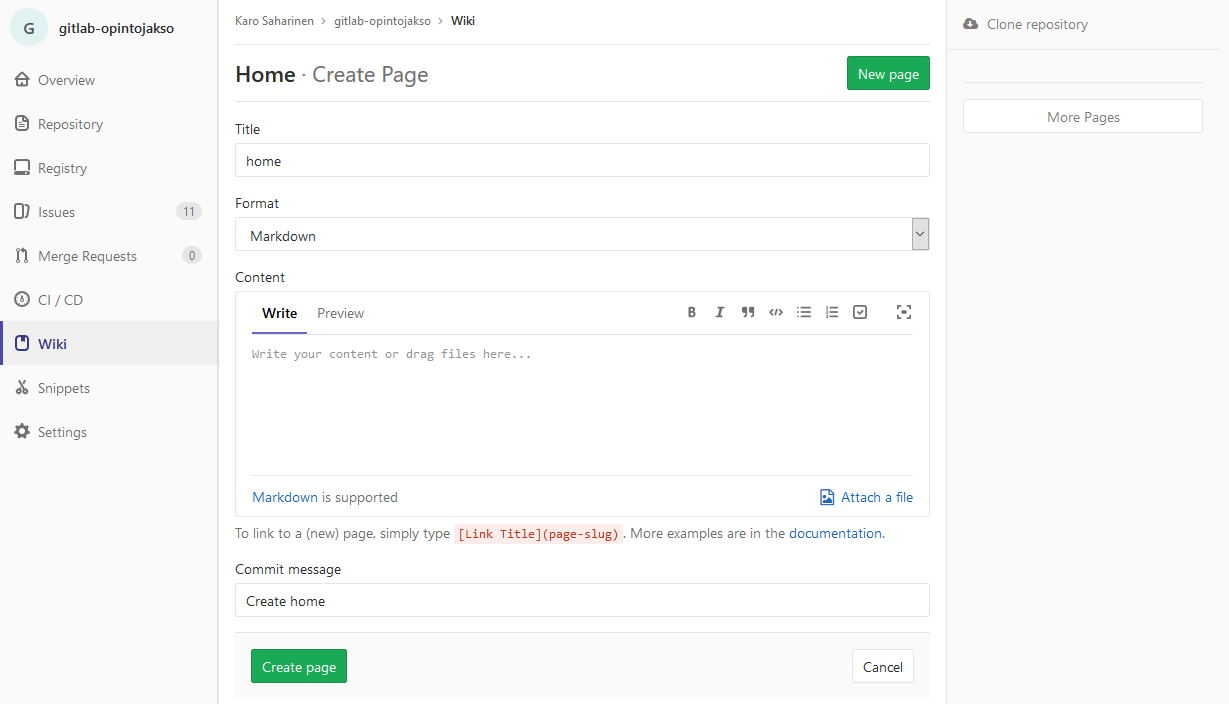 G gitlab-opintojakso
Overview
Repository
Registry
Issues 11
Merge Requests 0
CI / CD
Wiki
Snippets
Settings
Karo Saharinen › gitlab-opintojakso › Wiki
Home · Create Page
New page
Title
home
Format
Markdown
Content
Write Preview
Write your content or drag files here...
Markdown is supported
Attach a file
To link to a (new) page, simply type [Link Title](page-slug). More examples are in the documentation.
Commit message
Create home
Create page
Cancel
Clone repository
More Pages